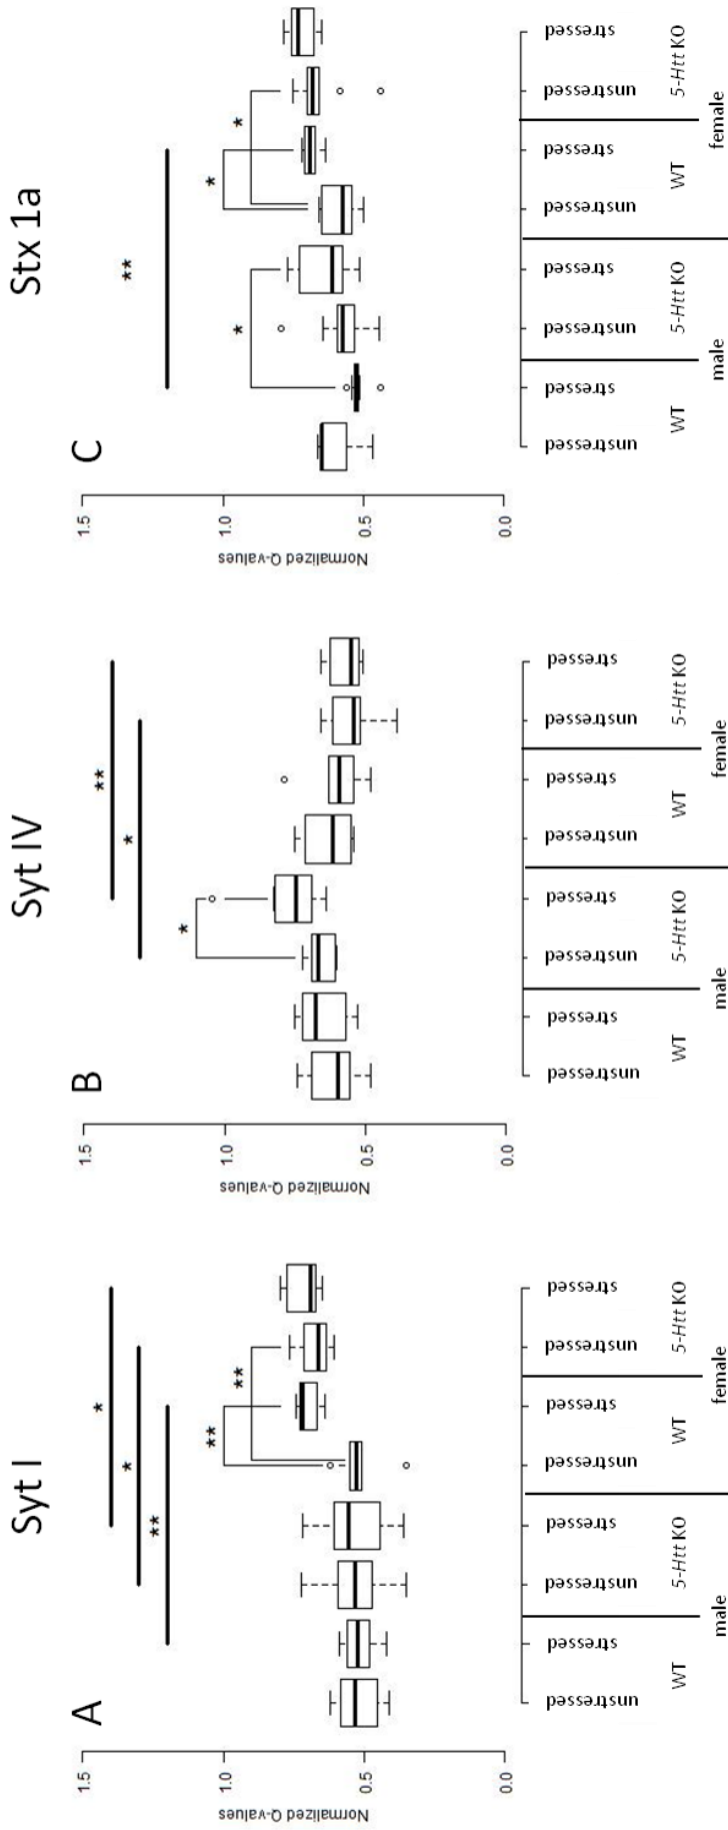 A
Syt I
* 
*
**
** **
Normalized Q-values
1.5
1.0
0.5
0.0
unstressed stressed unstressed stressed unstressed stressed unstressed stressed
WT 5-Htt KO WT 5-Htt KO
male female
B
Syt IV
**
*
*
Normalized Q-values
1.5
1.0
0.5
0.0
unstressed stressed unstressed stressed unstressed stressed unstressed stressed
WT 5-Htt KO WT 5-Htt KO
male female
C
Stx 1a
**
*
* *
Normalized Q-values
1.5
1.0
0.5
0.0
unstressed stressed unstressed stressed unstressed stressed unstressed stressed
WT 5-Htt KO WT 5-Htt KO
male female